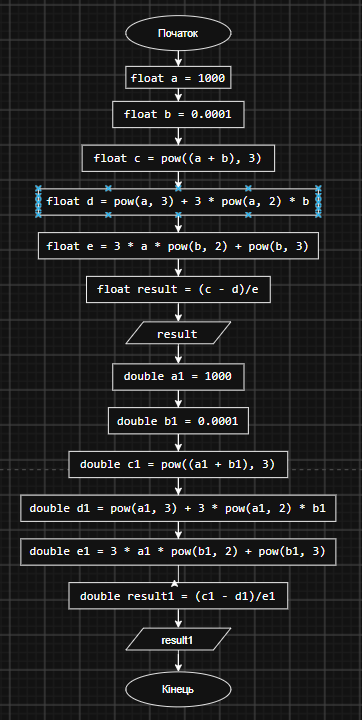 Початок
float a = 1000
float b = 0.0001
float c = pow((a + b), 3)
float d = pow(a, 3) + 3 * pow(a, 2) * b
float e = 3 * a * pow(b, 2) + pow(b, 3)
float result = (c - d)/e
result
double a1 = 1000
double b1 = 0.0001
double c1 = pow((a1 + b1), 3)
double d1 = pow(a1, 3) + 3 * pow(a1, 2) * b1
double e1 = 3 * a1 * pow(b1, 2) + pow(b1, 3)
double result1 = (c1 - d1)/e1
result1
Кінець